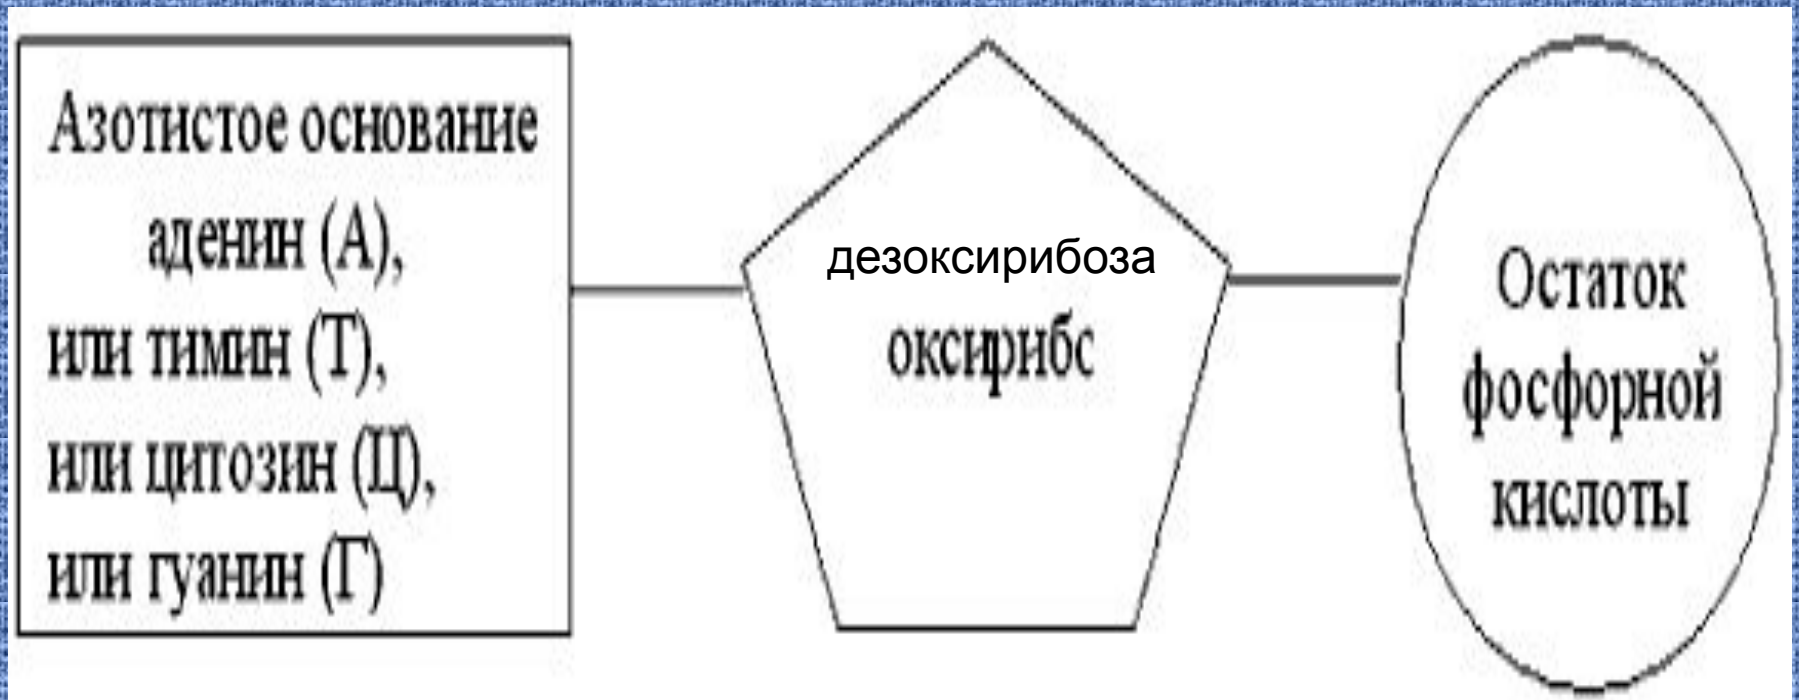 Азотистое основание
аденин (А),
или тимин (Т),
или цитозин (Ц),
или гуанин (Г)
дезоксирибоза
оксирибс
Остаток
фосфорной
кислоты